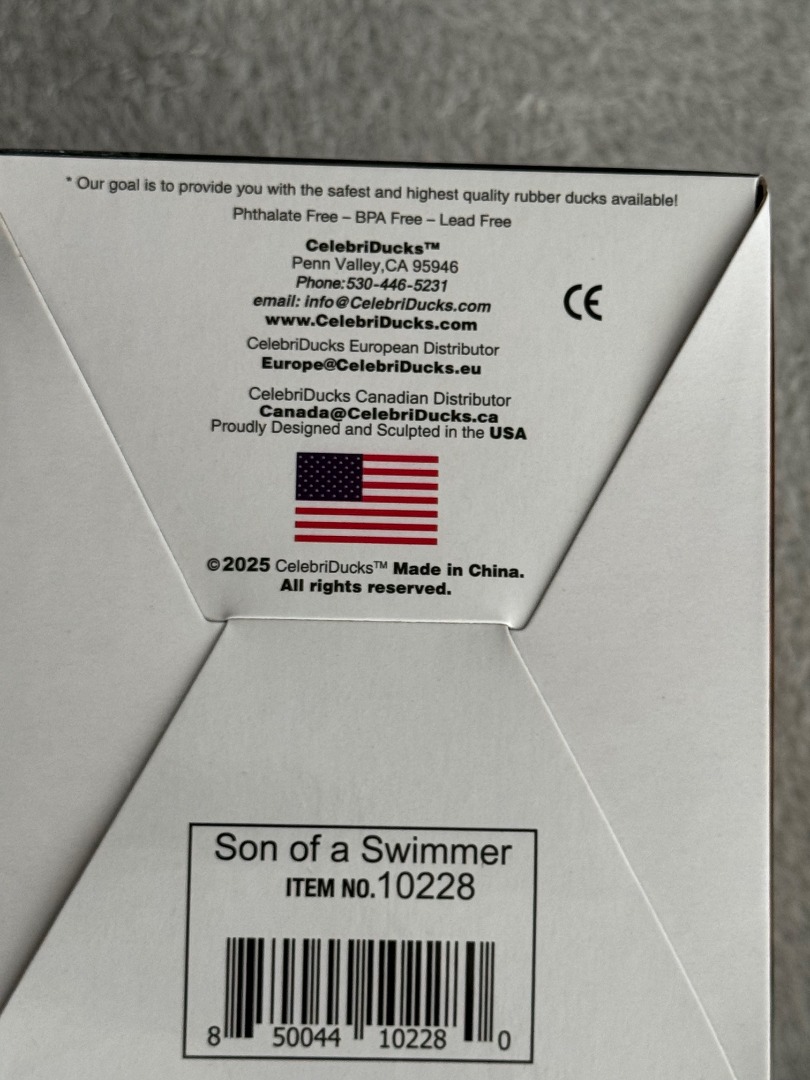 * Our goal is to provide you with the safest and highest quality rubber ducks available!
Phthalate Free – BPA Free – Lead Free
CelebriDucks™
Penn Valley,CA 95946
Phone:530-446-5231
email: info@CelebriDucks.com
www.CelebriDucks.com
CE
CelebriDucks European Distributor
Europe@CelebriDucks.eu
CelebriDucks Canadian Distributor
Canada@CelebriDucks.ca
Proudly Designed and Sculpted in the USA
©2025 CelebriDucks™ Made in China.
All rights reserved.
Son of a Swimmer
ITEM NO.10228
8 50044 10228 0